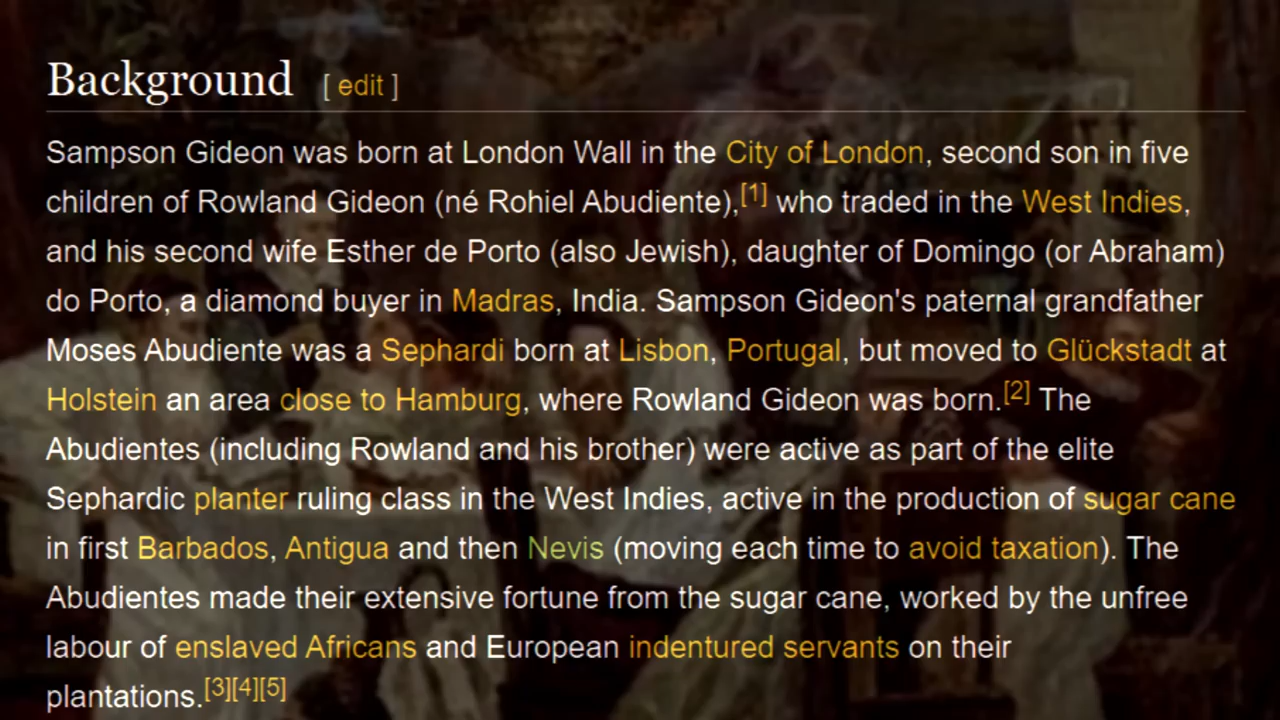 Background [ edit ]
Sampson Gideon was born at London Wall in the City of London, second son in five
children of Rowland Gideon (né Rohiel Abudiente),[1] who traded in the West Indies,
and his second wife Esther de Porto (also Jewish), daughter of Domingo (or Abraham)
do Porto, a diamond buyer in Madras, India. Sampson Gideon's paternal grandfather
Moses Abudiente was a Sephardi born at Lisbon, Portugal, but moved to Glückstadt at
Holstein an area close to Hamburg, where Rowland Gideon was born.[2] The
Abudientes (including Rowland and his brother) were active as part of the elite
Sephardic planter ruling class in the West Indies, active in the production of sugar cane
in first Barbados, Antigua and then Nevis (moving each time to avoid taxation). The
Abudientes made their extensive fortune from the sugar cane, worked by the unfree
labour of enslaved Africans and European indentured servants on their
plantations.[3][4][5]